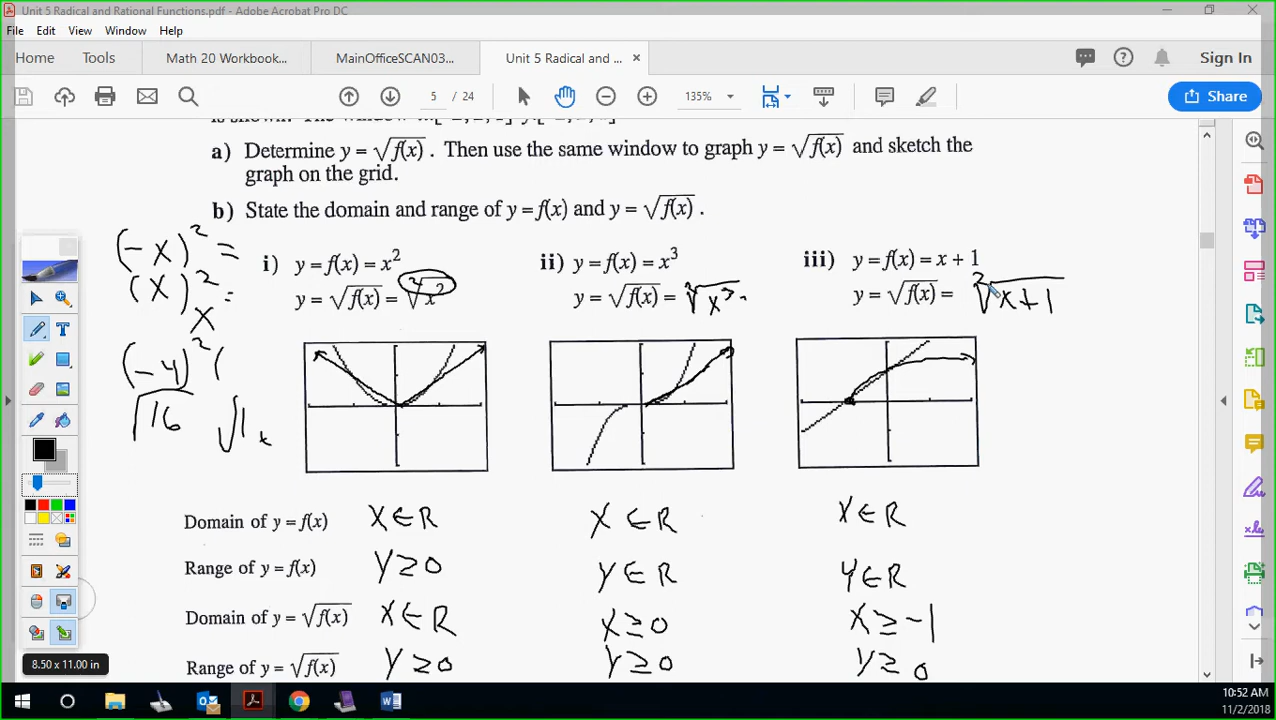 Unit 5 Radical and Rational Functions.pdf - Adobe Acrobat Pro DC
File Edit View Window Help
Home Tools Math 20 Workbook... MainOfficeSCAN03... Unit 5 Radical and ... × Sign In
5 / 24 135% Share
a) Determine y = √f(x) . Then use the same window to graph y = √f(x) and sketch the
graph on the grid.
b) State the domain and range of y = f(x) and y = √f(x) .
(-x)² =
(x)² =
x
(-4)² (
√16 √1x
i) y = f(x) = x²
y = √f(x) = ²√x²
ii) y = f(x) = x³
y = √f(x) = ²√x³
iii) y = f(x) = x + 1
y = √f(x) = ²√x+1
Domain of y = f(x) X ∈ R X ∈ R X ∈ R
Range of y = f(x) Y ≥ 0 Y ∈ R Y ∈ R
Domain of y = √f(x) X ∈ R X ≥ 0 X ≥ -1
Range of y = √f(x) Y ≥ 0 Y ≥ 0 Y ≥ 0
8.50 x 11.00 in
10:52 AM
11/2/2018